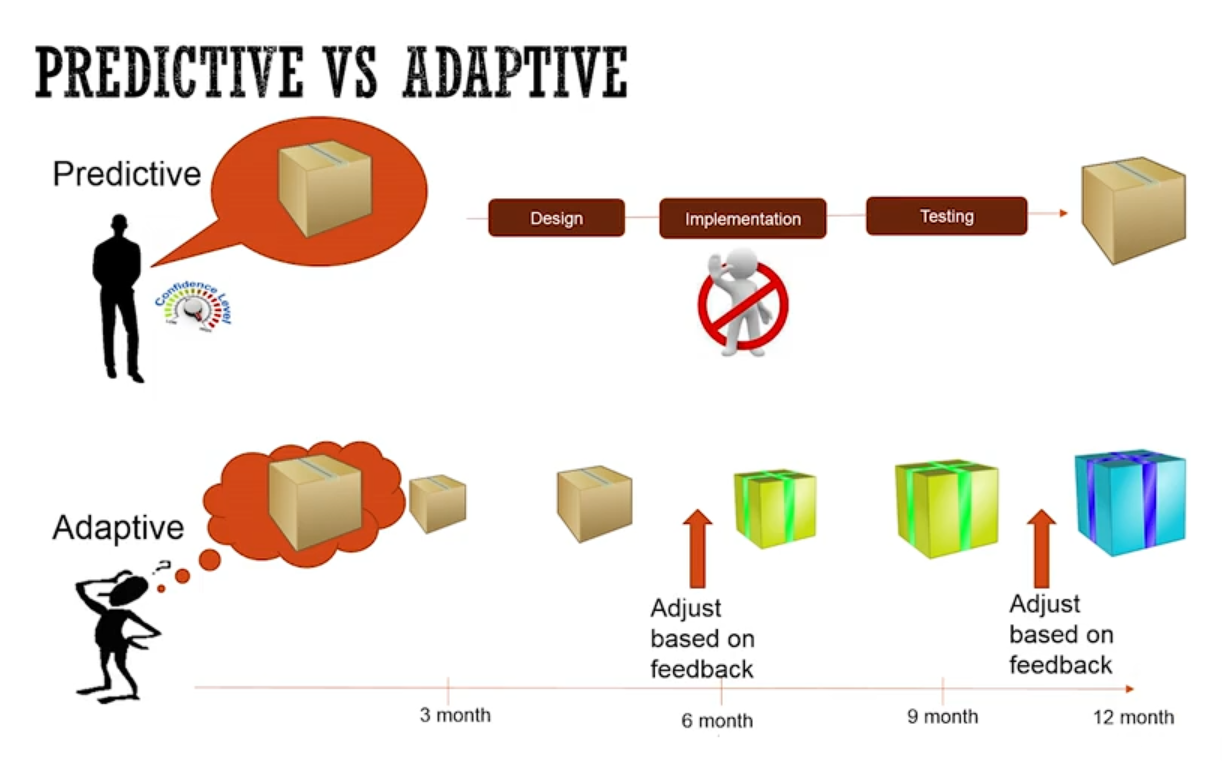 PREDICTIVE VS ADAPTIVE
Predictive
Design
Implementation
Testing
Confidence Level
Adaptive
?
Adjust
based on
feedback
Adjust
based on
feedback
3 month
6 month
9 month
12 month